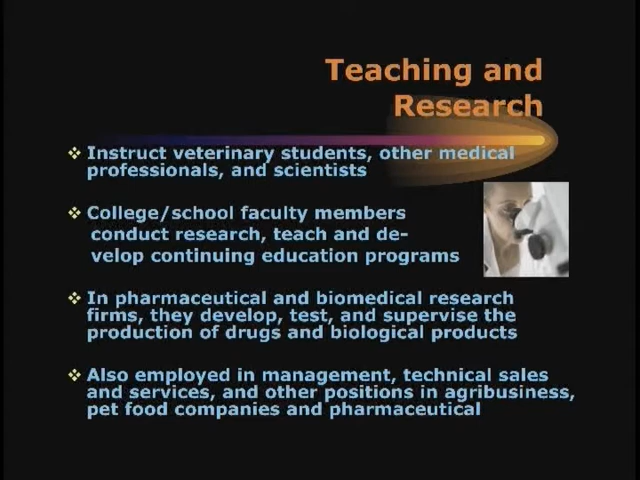 Teaching and
Research
❖ Instruct veterinary students, other medical
professionals, and scientists
❖ College/school faculty members
conduct research, teach and de-
velop continuing education programs
❖ In pharmaceutical and biomedical research
firms, they develop, test, and supervise the
production of drugs and biological products
❖ Also employed in management, technical sales
and services, and other positions in agribusiness,
pet food companies and pharmaceutical